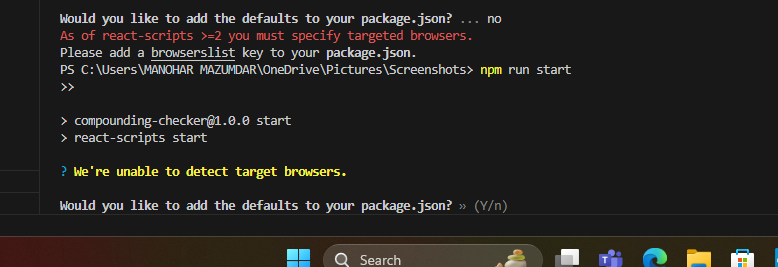 Would you like to add the defaults to your package.json? ... no
As of react-scripts >=2 you must specify targeted browsers.
Please add a browserslist key to your package.json.
PS C:\Users\MANOHAR MAZUMDAR\OneDrive\Pictures\Screenshots> npm run start
>>
> compounding-checker@1.0.0 start
> react-scripts start
? We're unable to detect target browsers.
Would you like to add the defaults to your package.json? » (Y/n)
Search